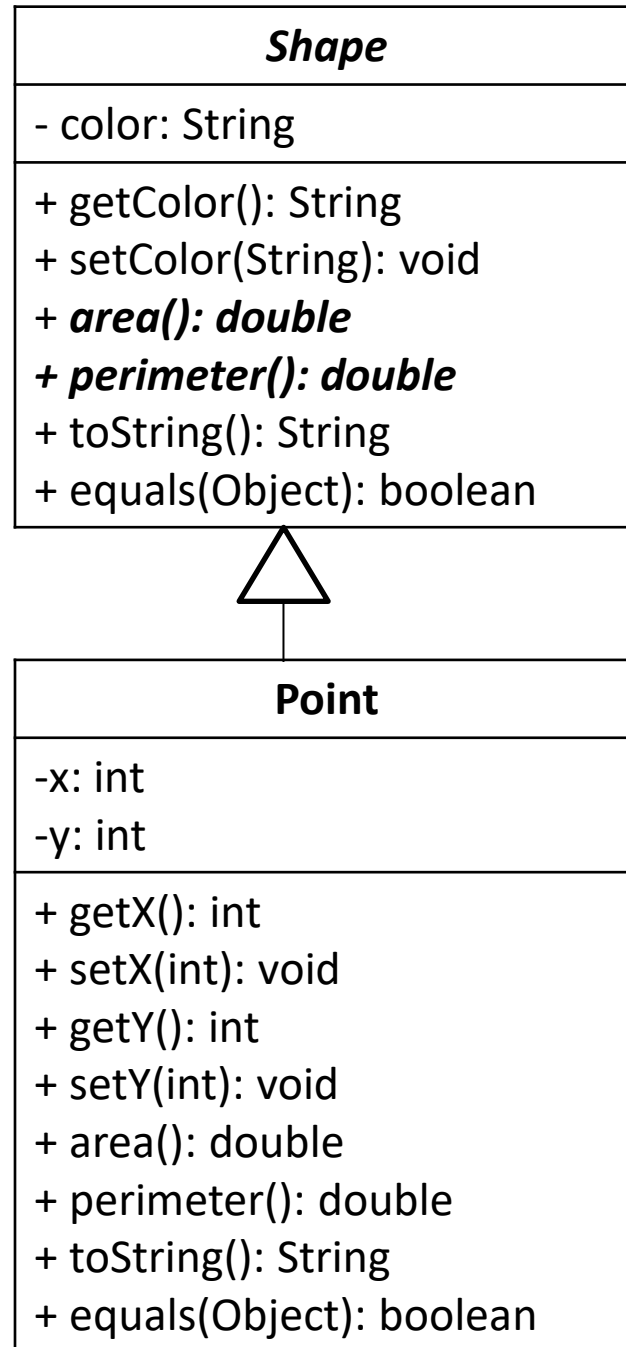 Shape
- color: String
+ getColor(): String
+ setColor(String): void
+ area(): double
+ perimeter(): double
+ toString(): String
+ equals(Object): boolean
Point
-x: int
-y: int
+ getX(): int
+ setX(int): void
+ getY(): int
+ setY(int): void
+ area(): double
+ perimeter(): double
+ toString(): String
+ equals(Object): boolean